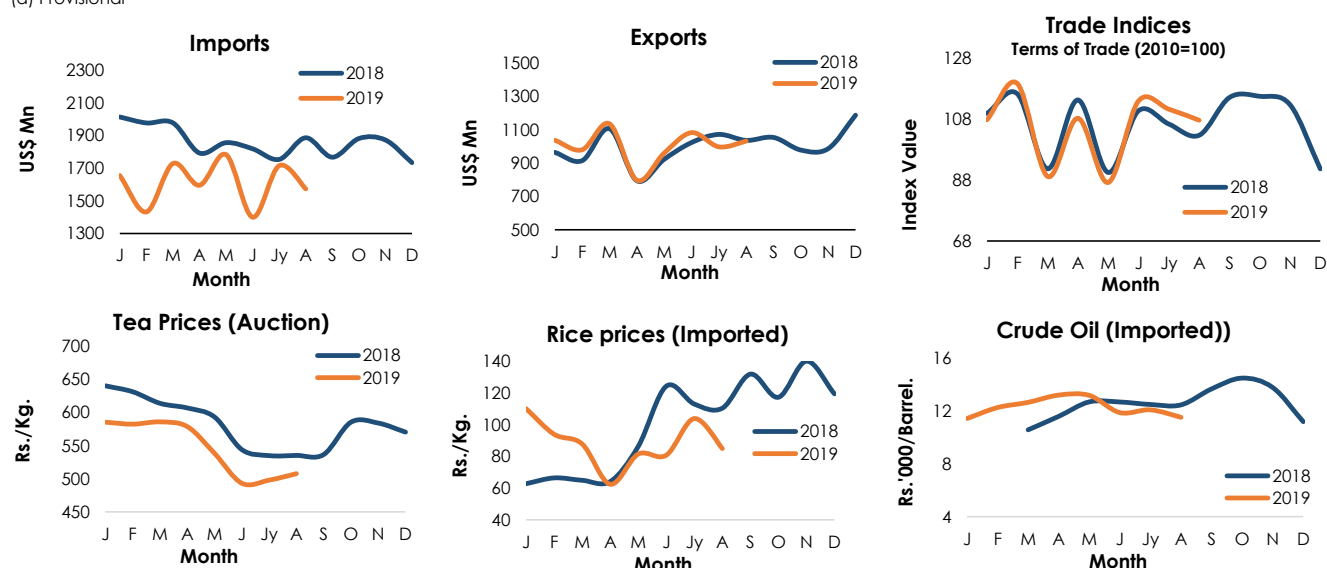 (a) Provisional
Imports
US$ Mn
2300
2100
1900
1700
1500
1300
2018
2019
J F M A M J Jy A S O N D
Month
Exports
US$ Mn
1500
1300
1100
900
700
500
2018
2019
J F M A M J Jy A S O N D
Month
Trade Indices
Terms of Trade (2010=100)
Index Value
128
108
88
68
2018
2019
J F M A M J Jy A S O N D
Month
Tea Prices (Auction)
Rs./Kg.
700
650
600
550
500
450
2018
2019
J F M A M J Jy A S O N D
Month
Rice prices (Imported)
Rs./Kg.
140
120
100
80
60
40
2018
2019
J F M A M J Jy A S O N D
Month
Crude Oil (Imported))
Rs.'000/Barrel.
16
12
8
4
2018
2019
J F M A M J Jy A S O N D
Month